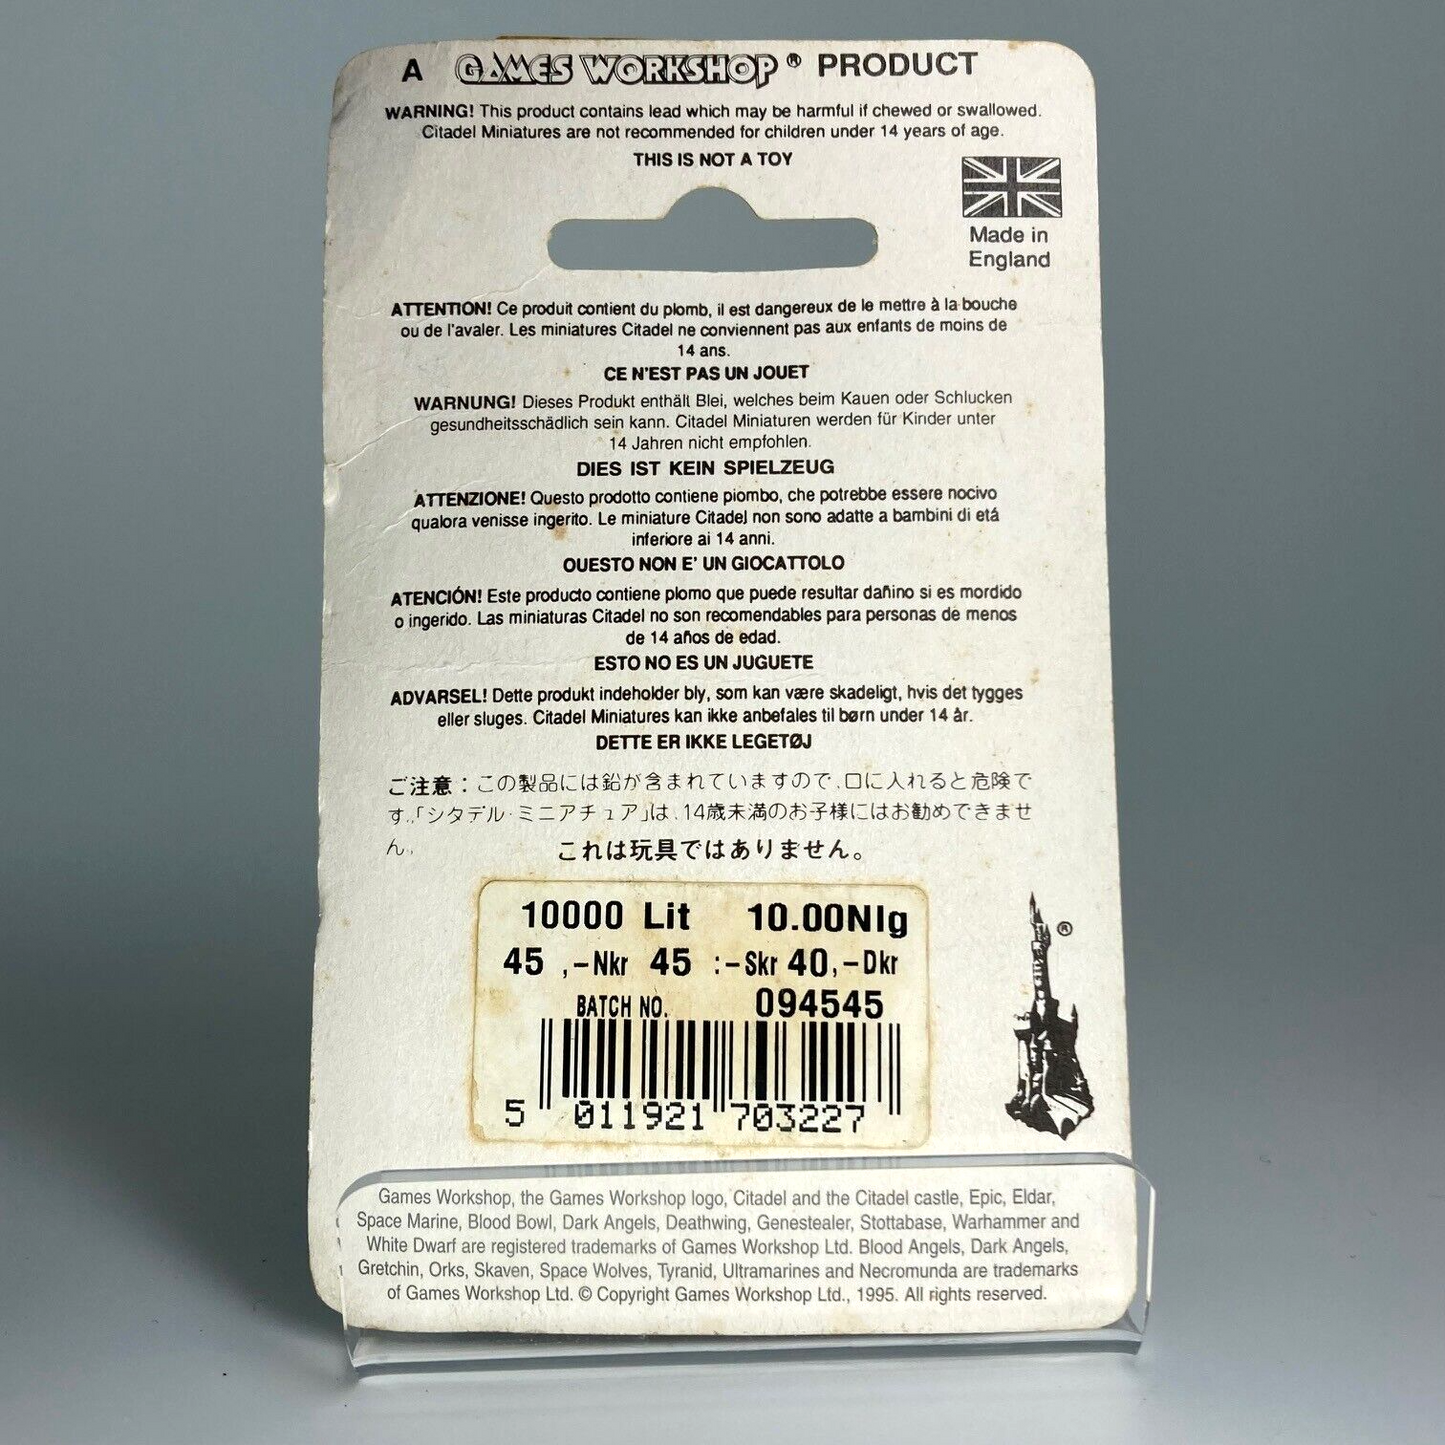 A GAMES WORKSHOP® PRODUCT
WARNING! This product contains lead which may be harmful if chewed or swallowed.
Citadel Miniatures are not recommended for children under 14 years of age.
THIS IS NOT A TOY
Made in
England
ATTENTION! Ce produit contient du plomb, il est dangereux de le mettre à la bouche
ou de l'avaler. Les miniatures Citadel ne conviennent pas aux enfants de moins de
14 ans.
CE N'EST PAS UN JOUET
WARNUNG! Dieses Produkt enthält Blei, welches beim Kauen oder Schlucken
gesundheitsschädlich sein kann. Citadel Miniaturen werden für Kinder unter
14 Jahren nicht empfohlen.
DIES IST KEIN SPIELZEUG
ATTENZIONE! Questo prodotto contiene piombo, che potrebbe essere nocivo
qualora venisse ingerito. Le miniature Citadel non sono adatte a bambini di etá
inferiore ai 14 anni.
QUESTO NON E' UN GIOCATTOLO
ATENCIÓN! Este producto contiene plomo que puede resultar dañino si es mordido
o ingerido. Las miniaturas Citadel no son recomendables para personas de menos
de 14 años de edad.
ESTO NO ES UN JUGUETE
ADVARSEL! Dette produkt indeholder bly, som kan være skadeligt, hvis det tygges
eller sluges. Citadel Miniatures kan ikke anbefales til børn under 14 år.
DETTE ER IKKE LEGETØJ
ご注意：この製品には鉛が含まれていますので、口に入れると危険で
す。「シタデル・ミニアチュア」は、14歳未満のお子様にはお勧めできませ
ん。 これは玩具ではありません。
10000 Lit 10.00Nlg
45 ,-Nkr 45 :-Skr 40,-Dkr
BATCH NO. 094545
5 011921 703227
®
Games Workshop, the Games Workshop logo, Citadel and the Citadel castle, Epic, Eldar,
Space Marine, Blood Bowl, Dark Angels, Deathwing, Genestealer, Stottabase, Warhammer and
White Dwarf are registered trademarks of Games Workshop Ltd. Blood Angels, Dark Angels,
Gretchin, Orks, Skaven, Space Wolves, Tyranid, Ultramarines and Necromunda are trademarks
of Games Workshop Ltd. © Copyright Games Workshop Ltd., 1995. All rights reserved.